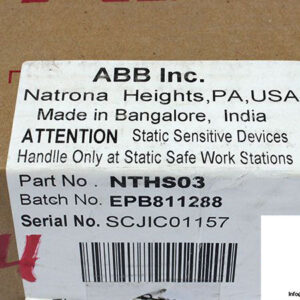 ABB Inc.
Natrona Heights,PA,USA
Made in Bangalore, India
ATTENTION Static Sensitive Devices
Handlle Only at Static Safe Work Stations
Part No . NTHS03
Batch No. EPB811288
Serial No. SCJIC01157